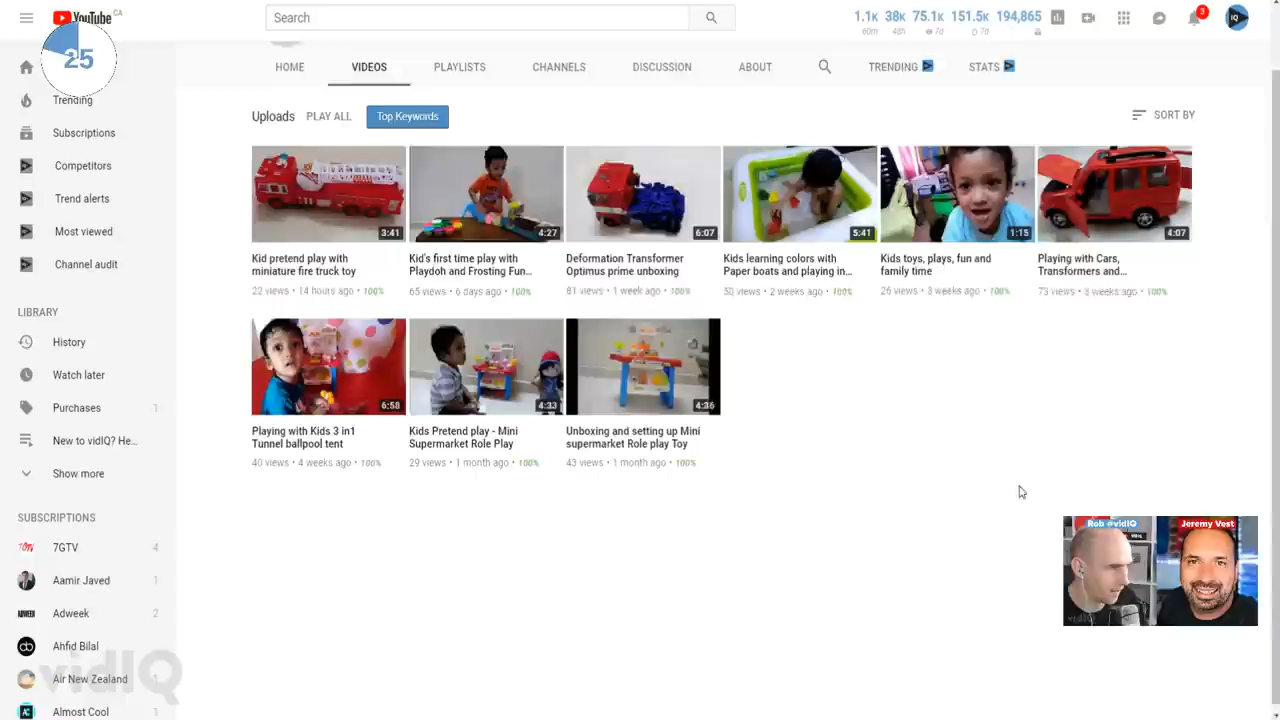 YouTube CA
Search
1.1K 38K 75.1K 151.5K 194,865
60m 48h 7d 7d
3
IQ
25
HOME VIDEOS PLAYLISTS CHANNELS DISCUSSION ABOUT TRENDING STATS
Trending
Subscriptions
Competitors
Trend alerts
Most viewed
Channel audit
LIBRARY
History
Watch later
Purchases 1
New to vidIQ? He...
Show more
SUBSCRIPTIONS
7GTV 4
Aamir Javed 1
ADWEEK Adweek 2
Ahfid Bilal
Air New Zealand 1
Almost Cool 1
vidIQ
Uploads PLAY ALL Top Keywords SORT BY
3:41 4:27 6:07 5:41 1:15 4:07
Kid pretend play with
miniature fire truck toy
22 views • 14 hours ago • 100%
Kid's first time play with
Playdoh and Frosting Fun...
65 views • 6 days ago • 100%
Deformation Transformer
Optimus prime unboxing
81 views • 1 week ago • 100%
Kids learning colors with
Paper boats and playing in...
views • 2 weeks ago • 100%
Kids toys, plays, fun and
family time
26 views • 3 weeks ago • 100%
Playing with Cars,
Transformers and...
73 views • 3 weeks ago • 100%
6:58 4:33 4:36
Playing with Kids 3 in1
Tunnel ballpool tent
40 views • 4 weeks ago • 100%
Kids Pretend play - Mini
Supermarket Role Play
29 views • 1 month ago • 100%
Unboxing and setting up Mini
supermarket Role play Toy
43 views • 1 month ago • 100%
Rob @vidIQ
Jeremy Vest
vidIQ